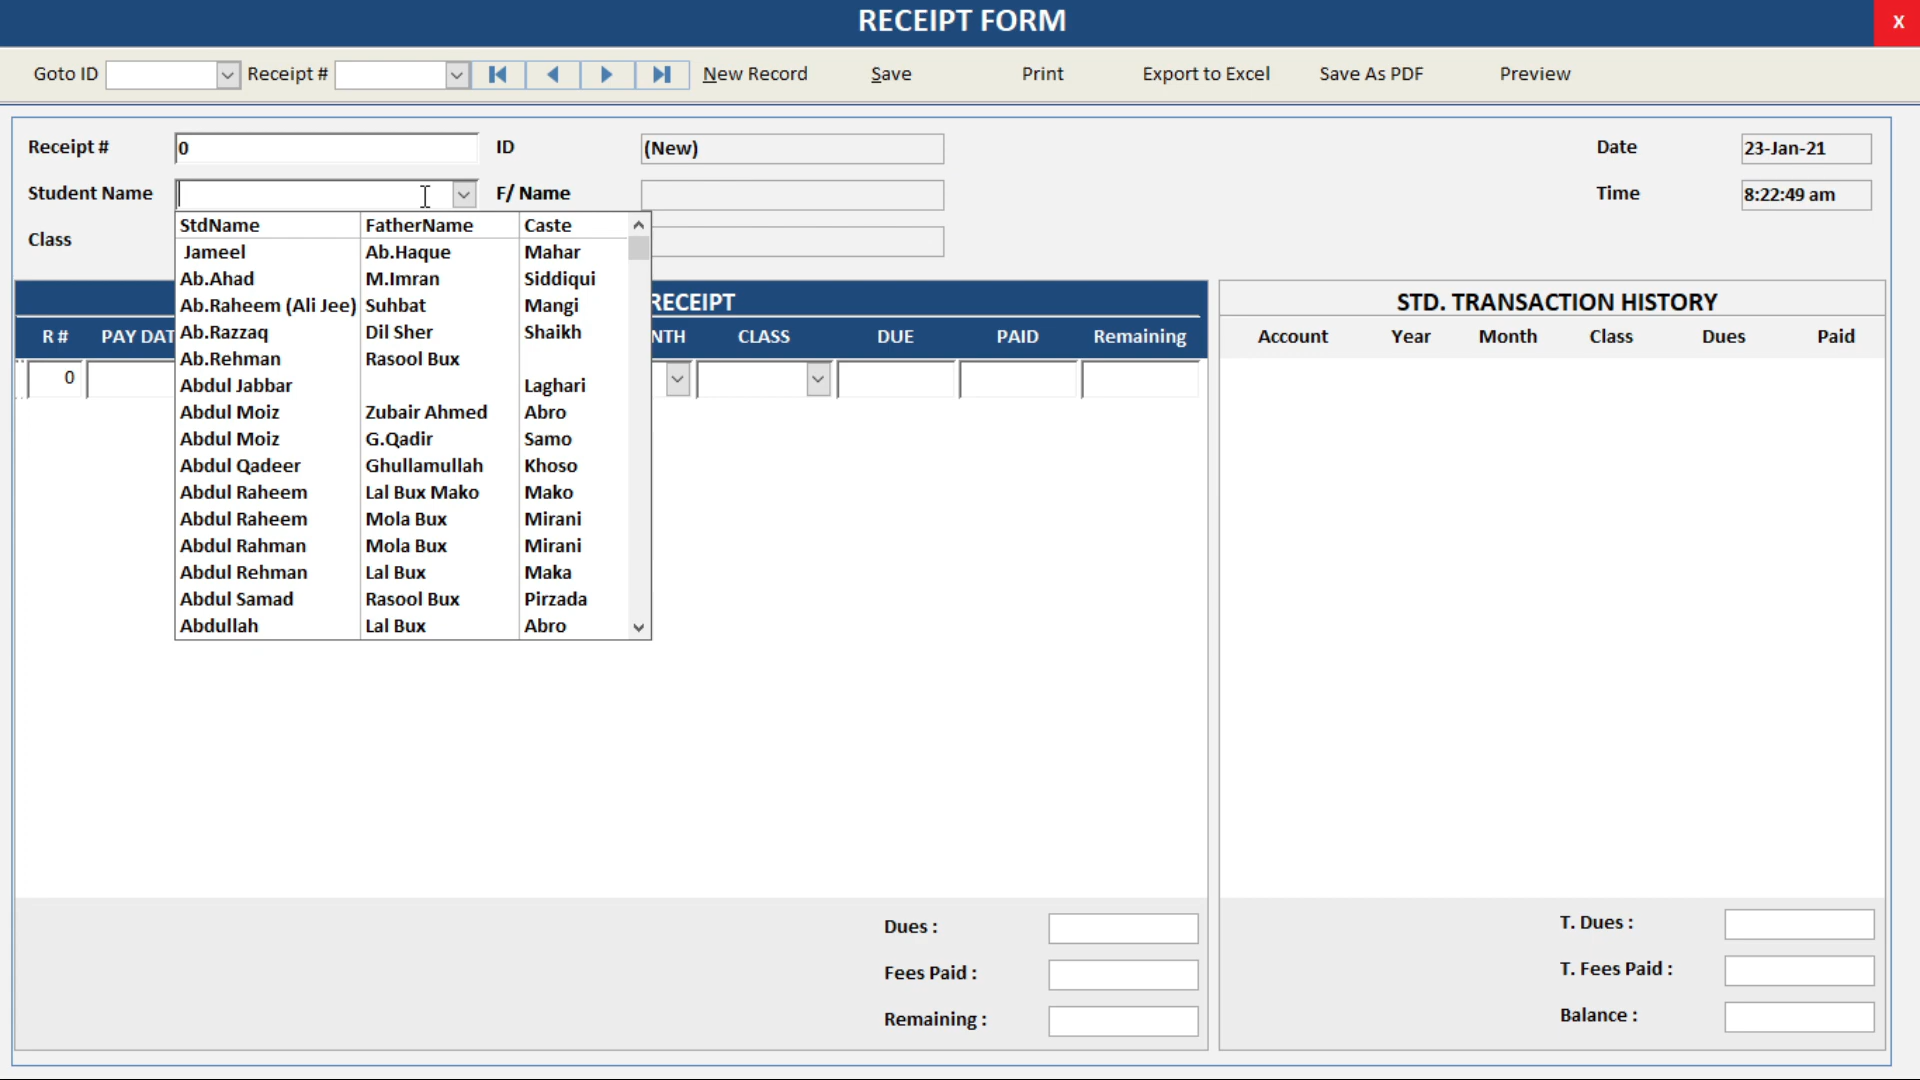 RECEIPT FORM
X
Goto ID Receipt # New Record Save Print Export to Excel Save As PDF Preview
Receipt # 0 ID (New) Date 23-Jan-21
Student Name F/ Name Time 8:22:49 am
Class
StdName FatherName Caste
Jameel Ab.Haque Mahar
Ab.Ahad M.Imran Siddiqui
Ab.Raheem (Ali Jee) Suhbat Mangi
Ab.Razzaq Dil Sher Shaikh
Ab.Rehman Rasool Bux
Abdul Jabbar Laghari
Abdul Moiz Zubair Ahmed Abro
Abdul Moiz G.Qadir Samo
Abdul Qadeer Ghullamullah Khoso
Abdul Raheem Lal Bux Mako Mako
Abdul Raheem Mola Bux Mirani
Abdul Rahman Mola Bux Mirani
Abdul Rehman Lal Bux Maka
Abdul Samad Rasool Bux Pirzada
Abdullah Lal Bux Abro
RECEIPT
R # PAY DAT NTH CLASS DUE PAID Remaining
0
Dues :
Fees Paid :
Remaining :
STD. TRANSACTION HISTORY
Account Year Month Class Dues Paid
T. Dues :
T. Fees Paid :
Balance :